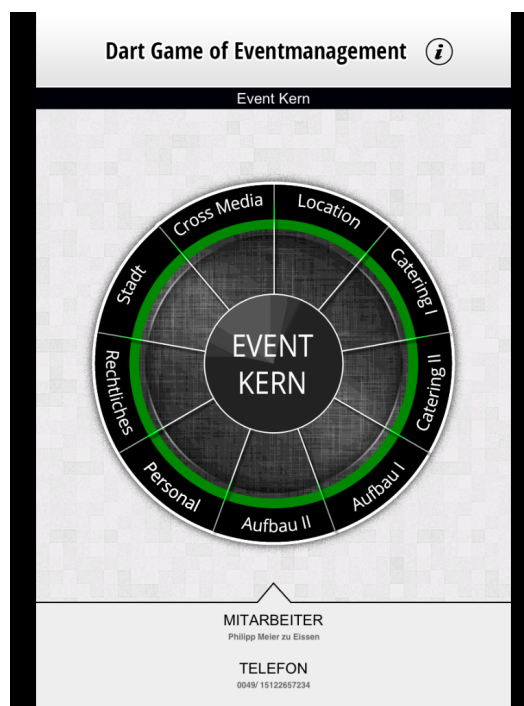 Dart Game of Eventmanagement i
Event Kern
Cross Media
Location
Catering I
Catering II
Aufbau I
Aufbau II
Personal
Rechtliches
Stadt
EVENT
KERN
MITARBEITER
Philipp Meier zu Eissen
TELEFON
0049/ 15122657234